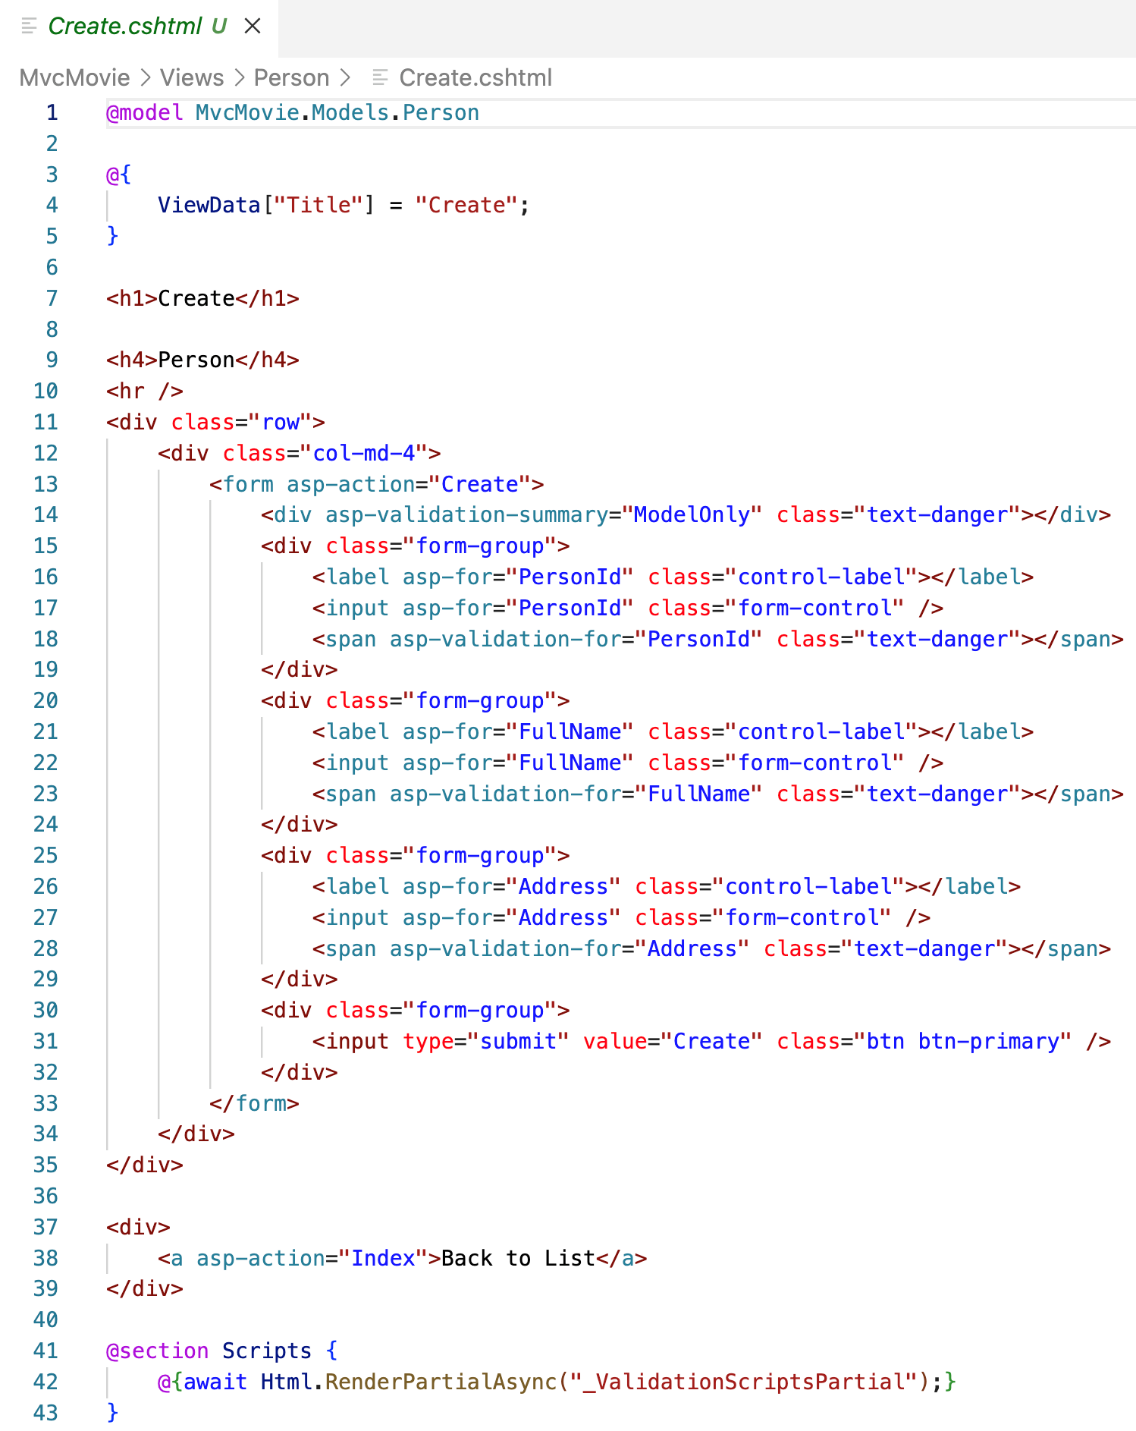 Create.cshtml U
MvcMovie > Views > Person > Create.cshtml
1 @model MvcMovie.Models.Person
2
3 @{
4     ViewData["Title"] = "Create";
5 }
6
7 <h1>Create</h1>
8
9 <h4>Person</h4>
10 <hr />
11 <div class="row">
12     <div class="col-md-4">
13         <form asp-action="Create">
14             <div asp-validation-summary="ModelOnly" class="text-danger"></div>
15             <div class="form-group">
16                 <label asp-for="PersonId" class="control-label"></label>
17                 <input asp-for="PersonId" class="form-control" />
18                 <span asp-validation-for="PersonId" class="text-danger"></span>
19             </div>
20             <div class="form-group">
21                 <label asp-for="FullName" class="control-label"></label>
22                 <input asp-for="FullName" class="form-control" />
23                 <span asp-validation-for="FullName" class="text-danger"></span>
24             </div>
25             <div class="form-group">
26                 <label asp-for="Address" class="control-label"></label>
27                 <input asp-for="Address" class="form-control" />
28                 <span asp-validation-for="Address" class="text-danger"></span>
29             </div>
30             <div class="form-group">
31                 <input type="submit" value="Create" class="btn btn-primary" />
32             </div>
33         </form>
34     </div>
35 </div>
36
37 <div>
38     <a asp-action="Index">Back to List</a>
39 </div>
40
41 @section Scripts {
42     @{await Html.RenderPartialAsync("_ValidationScriptsPartial");}
43 }